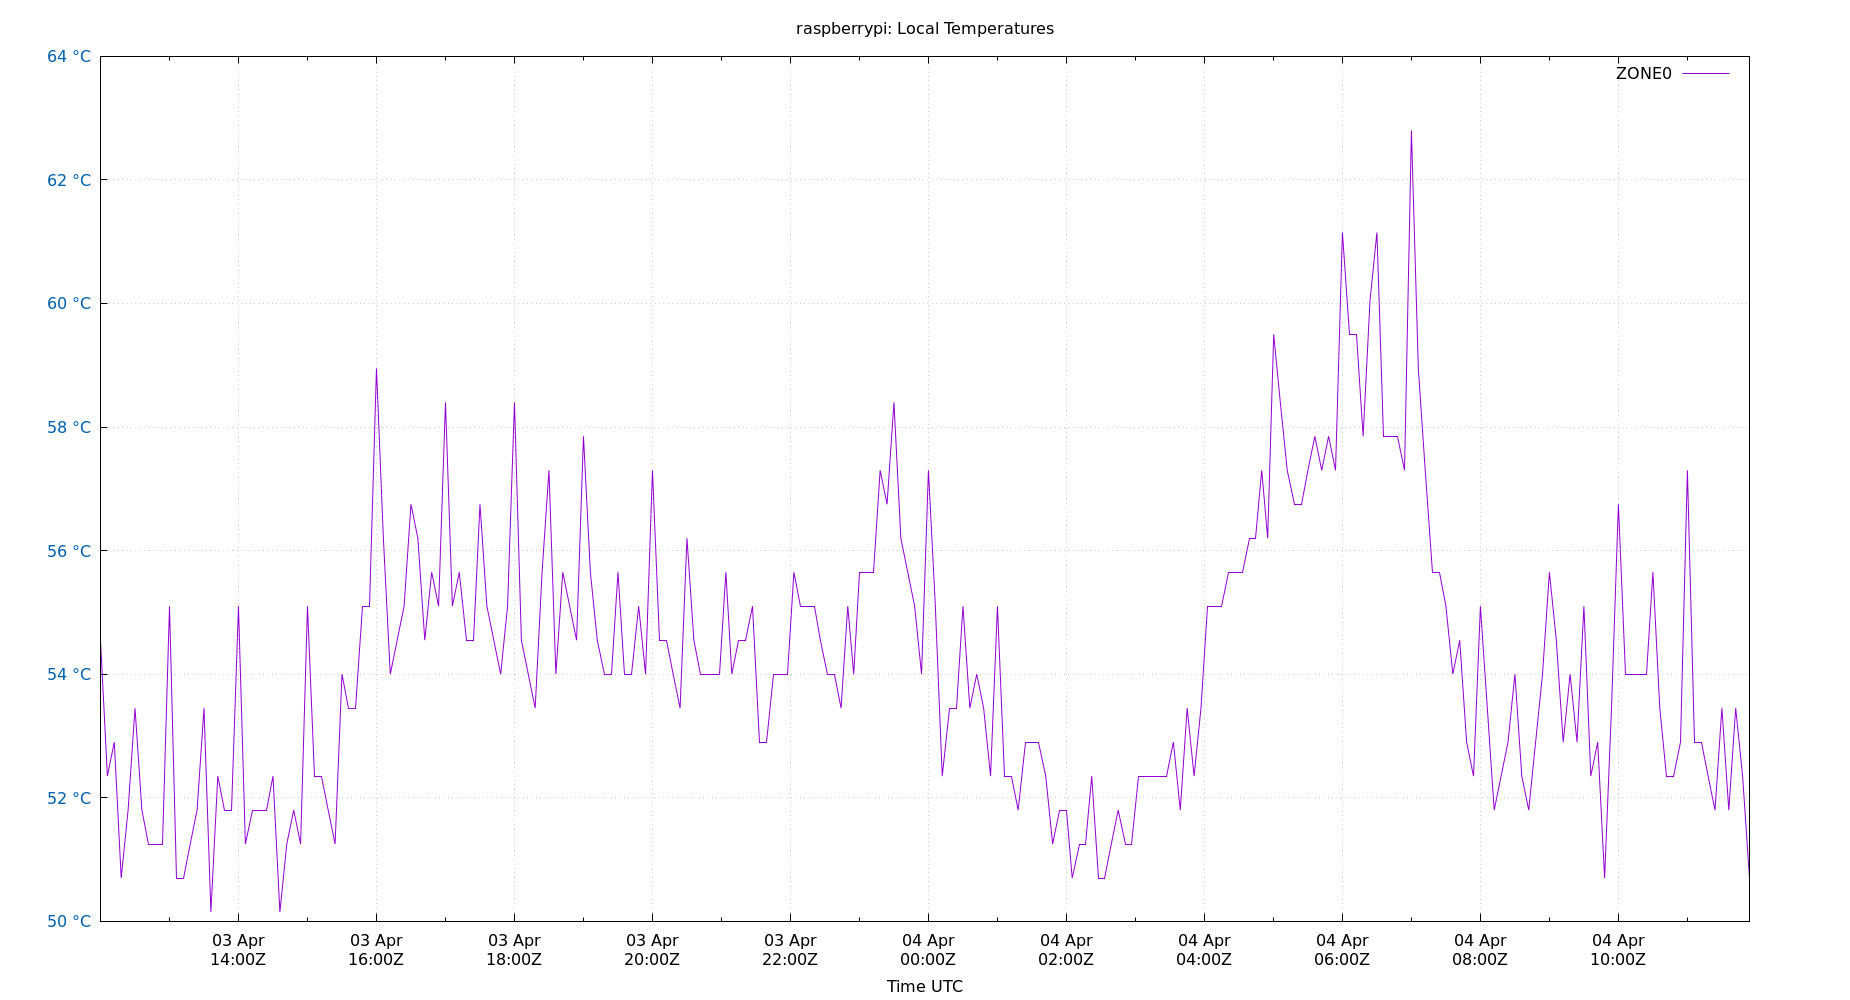 raspberrypi: Local Temperatures
64 °C
ZONE0
62 °C
60 °C
58 °C
56 °C
54 °C
52 °C
50 °C
03 Apr 03 Apr 03 Apr 03 Apr 03 Apr 04 Apr 04 Apr 04 Apr 04 Apr 04 Apr 04 Apr
14:00Z 16:00Z 18:00Z 20:00Z 22:00Z 00:00Z 02:00Z 04:00Z 06:00Z 08:00Z 10:00Z
Time UTC